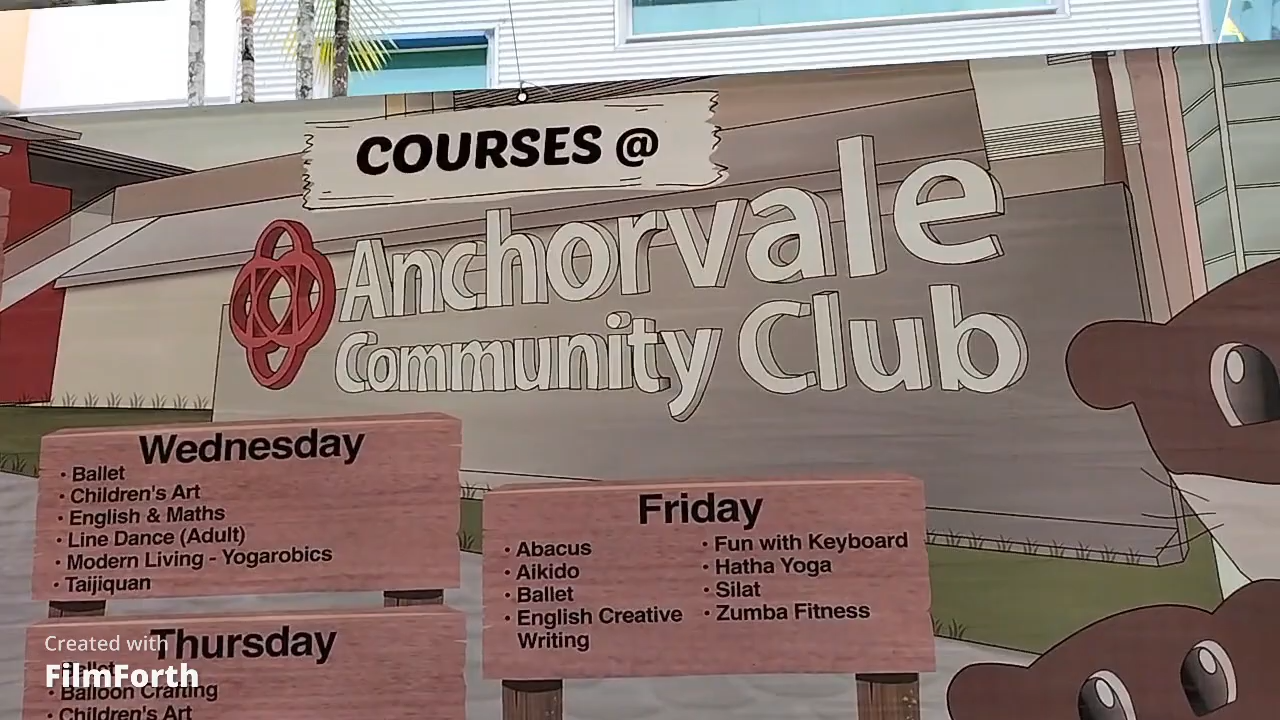 COURSES @
Anchorvale
Community Club
Wednesday
• Ballet
• Children's Art
• English & Maths
• Line Dance (Adult)
• Modern Living - Yogarobics
• Taijiquan
Thursday
• Ballet
• Balloon Crafting
• Children's Art
Friday
• Abacus
• Aikido
• Ballet
• English Creative
Writing
• Fun with Keyboard
• Hatha Yoga
• Silat
• Zumba Fitness
Created with
FilmForth